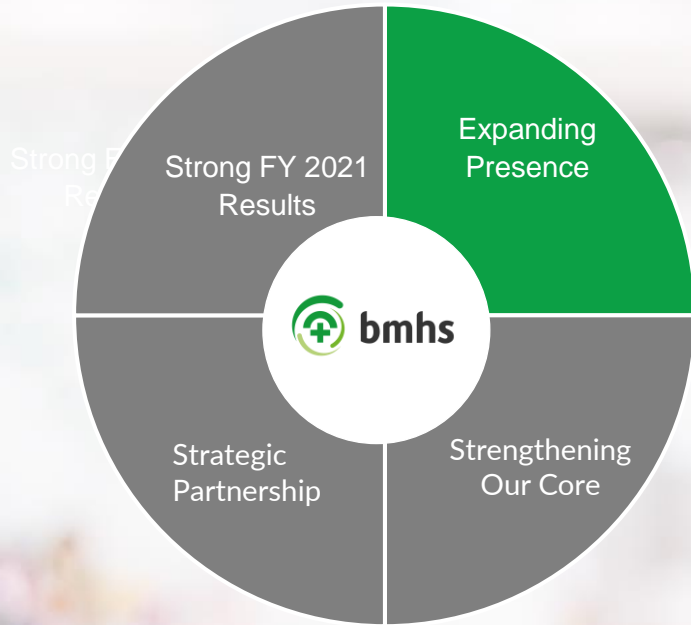 Strong FY 2021
Results
Expanding
Presence
bmhs
Strategic
Partnership
Strengthening
Our Core